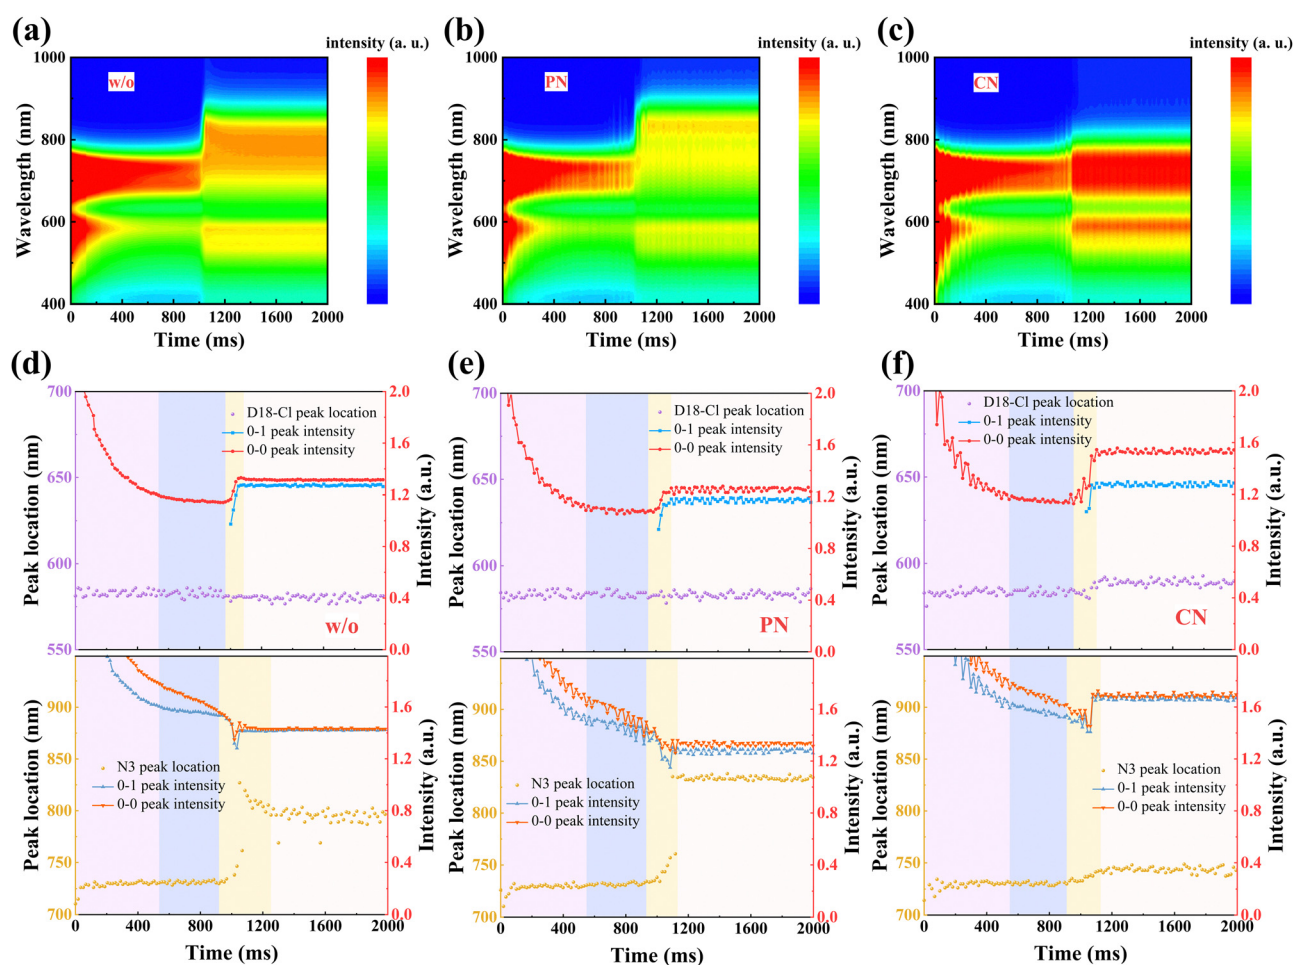 (a)
intensity (a. u.)
w/o
Wavelength (nm)
1000
800
600
400
0
400
800
1200
1600
2000
Time (ms)
(b)
intensity (a. u.)
PN
Wavelength (nm)
1000
800
600
400
0
400
800
1200
1600
2000
Time (ms)
(c)
intensity (a. u.)
CN
Wavelength (nm)
1000
800
600
400
0
400
800
1200
1600
2000
Time (ms)
(d)
Peak location (nm)
700
650
600
550
D18-Cl peak location
0-1 peak intensity
0-0 peak intensity
w/o
2.0
1.6
1.2
0.8
0.4
0.0
Intensity (a.u.)
Peak location (nm)
900
850
800
750
700
N3 peak location
0-1 peak intensity
0-0 peak intensity
1.6
1.2
0.8
0.4
0.0
Intensity (a.u.)
0
400
800
1200
1600
2000
Time (ms)
(e)
Peak location (nm)
700
650
600
550
D18-Cl peak location
0-1 peak intensity
0-0 peak intensity
PN
2.0
1.6
1.2
0.8
0.4
0.0
Intensity (a.u.)
Peak location (nm)
900
850
800
750
700
N3 peak location
0-1 peak intensity
0-0 peak intensity
1.6
1.2
0.8
0.4
0.0
Intensity (a.u.)
0
400
800
1200
1600
2000
Time (ms)
(f)
Peak location (nm)
700
650
600
550
D18-Cl peak location
0-1 peak intensity
0-0 peak intensity
CN
2.0
1.6
1.2
0.8
0.4
0.0
Intensity (a.u.)
Peak location (nm)
900
850
800
750
700
N3 peak location
0-1 peak intensity
0-0 peak intensity
1.6
1.2
0.8
0.4
0.0
Intensity (a.u.)
0
400
800
1200
1600
2000
Time (ms)